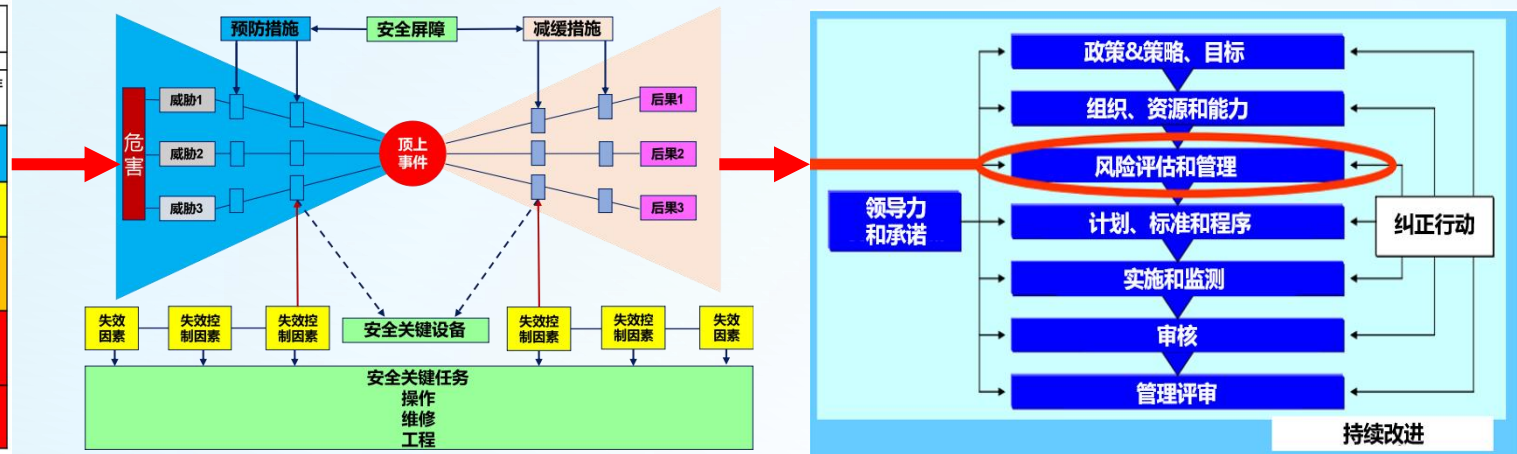 预防措施
安全屏障
减缓措施
危
害
威胁1
威胁2
威胁3
顶上
事件
后果1
后果2
后果3
失效
因素
失效控
制因素
失效控
制因素
安全关键设备
失效控
制因素
失效控
制因素
失效
因素
安全关键任务
操作
维修
工程
政策&策略、目标
组织、资源和能力
风险评估和管理
领导力
和承诺
计划、标准和程序
纠正行动
实施和监测
审核
管理评审
持续改进